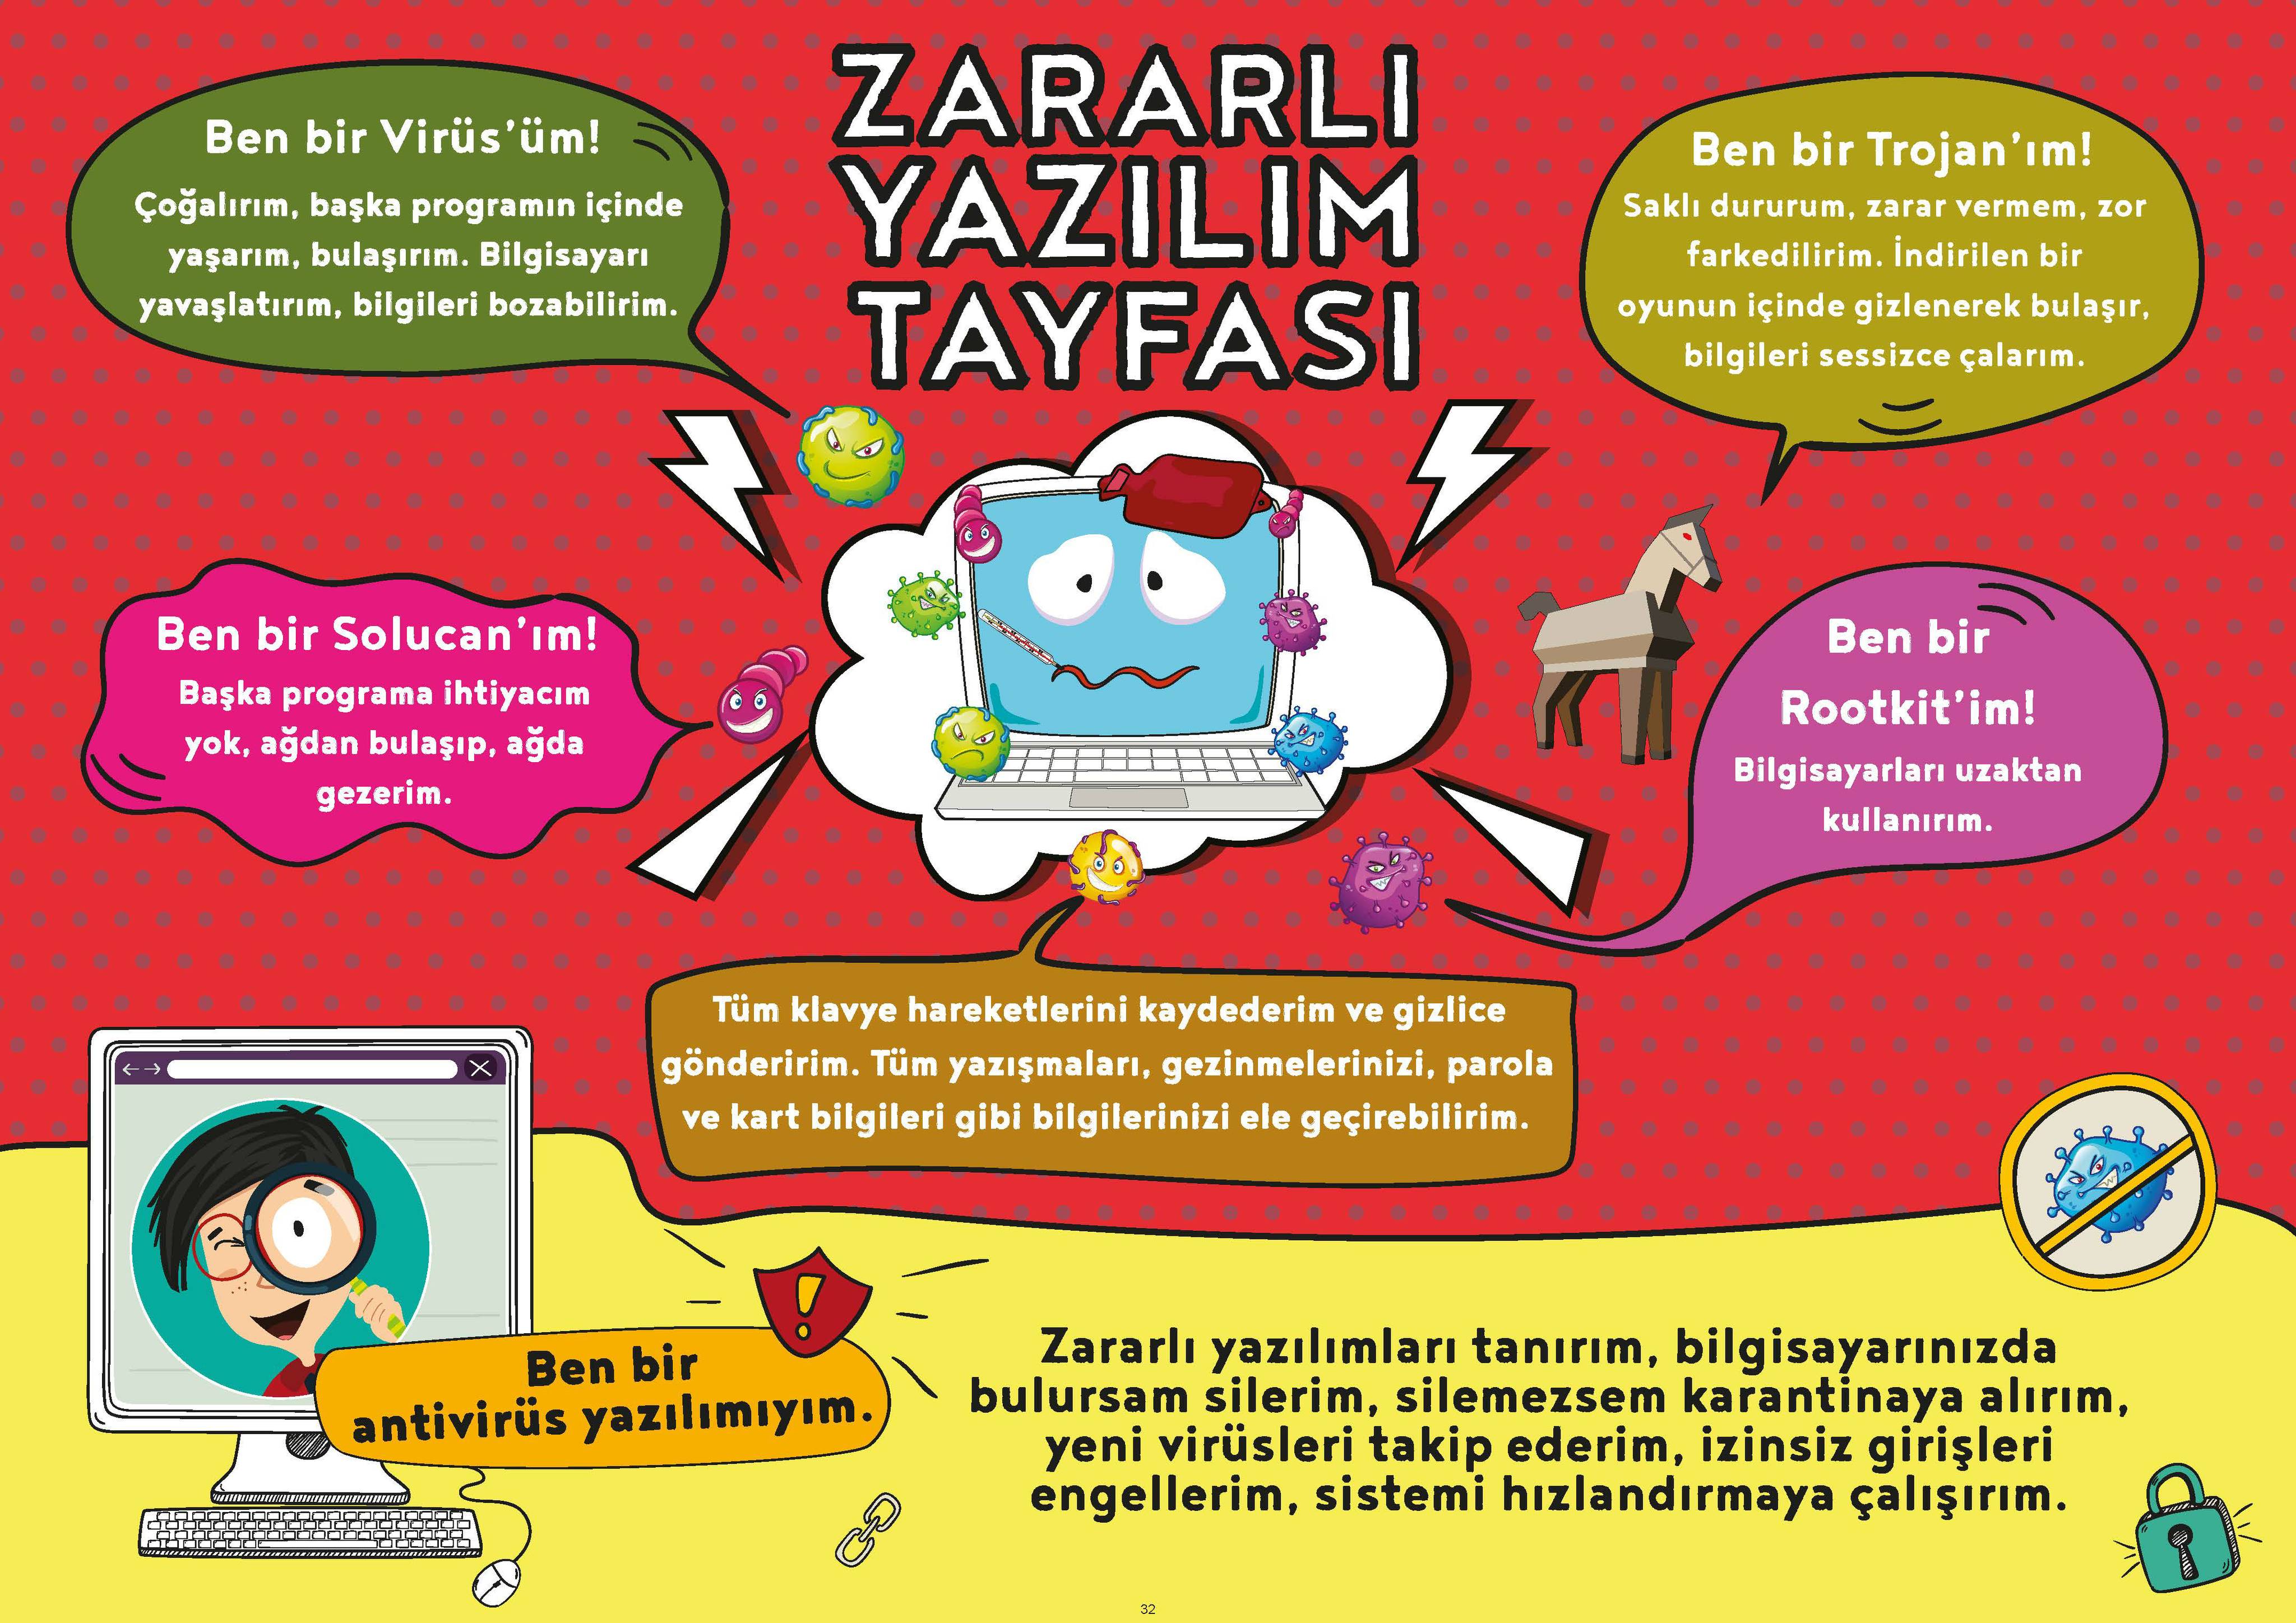 ZARARLI
YAZILIM
TAYFASI
Ben bir Virüs'üm!
Çoğalırım, başka programın içinde
yaşarım, bulaşırım. Bilgisayarı
yavaşlatırım, bilgileri bozabilirim.
Ben bir Trojan'ım!
Saklı dururum, zarar vermem, zor
farkedilirim. İndirilen bir
oyunun içinde gizlenerek bulaşır,
bilgileri sessizce çalarım.
Ben bir Solucan'ım!
Başka programa ihtiyacım
yok, ağdan bulaşıp, ağda
gezerim.
Ben bir
Rootkit'im!
Bilgisayarları uzaktan
kullanırım.
Tüm klavye hareketlerini kaydederim ve gizlice
gönderirim. Tüm yazışmaları, gezinmelerinizi, parola
ve kart bilgileri gibi bilgilerinizi ele geçirebilirim.
Ben bir
antivirüs yazılımıyım.
Zararlı yazılımları tanırım, bilgisayarınızda
bulursam silerim, silemezsem karantinaya alırım,
yeni virüsleri takip ederim, izinsiz girişleri
engellerim, sistemi hızlandırmaya çalışırım.
32